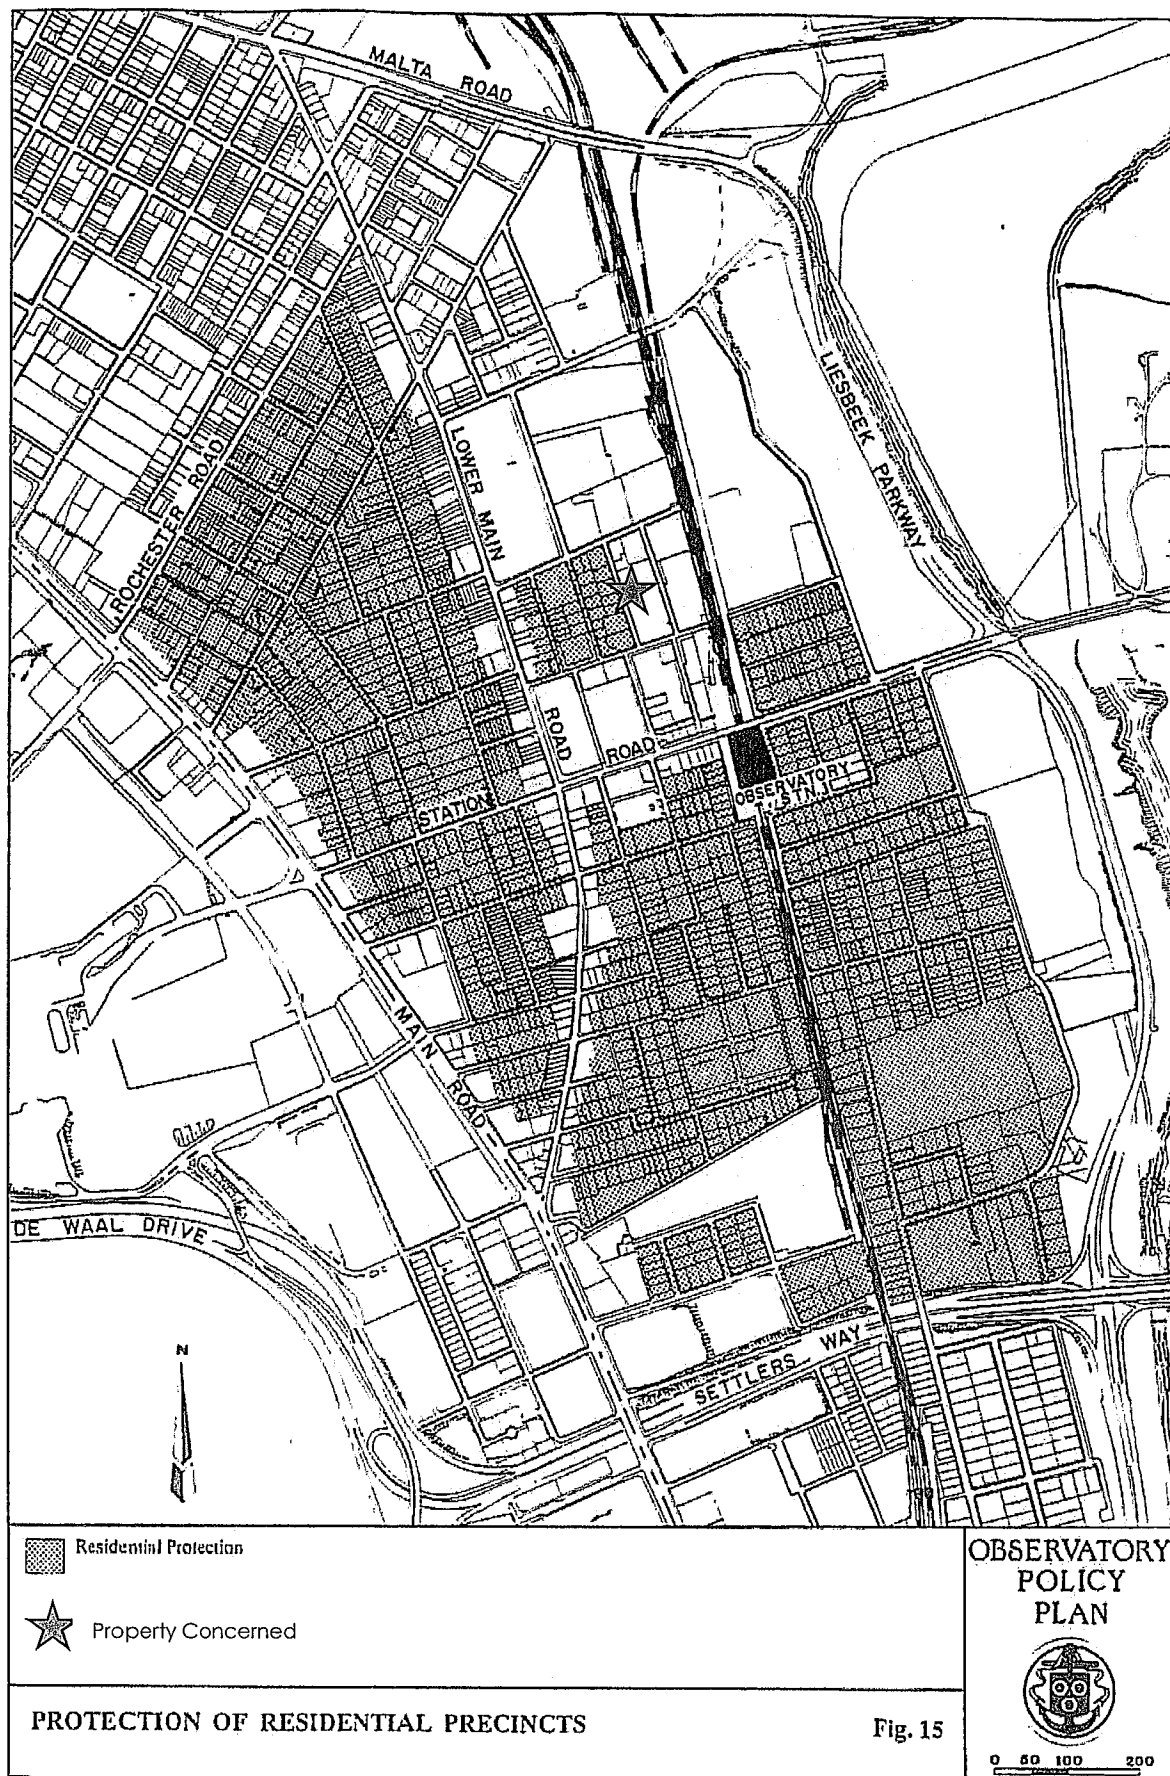 MALTA ROAD
LIESBEEK PARKWAY
LOWER MAIN
ROCHESTER ROAD
ROAD
ROAD
STATION
OBSERVATORY
STN.
MAIN ROAD
DE WAAL DRIVE
SETTLERS WAY
N
Residential Protection
Property Concerned
PROTECTION OF RESIDENTIAL PRECINCTS
Fig. 15
OBSERVATORY
POLICY
PLAN
0 50 100 200